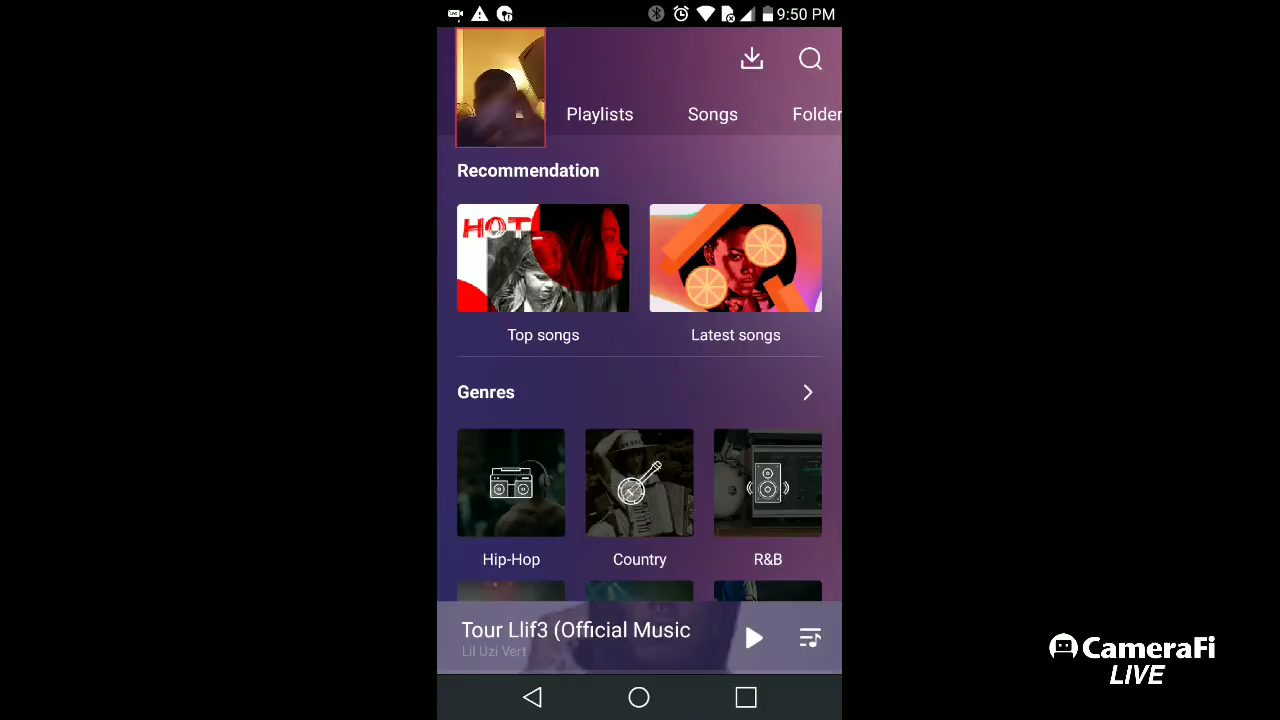 9:50 PM
Playlists Songs Folder
Recommendation
HOT
Top songs Latest songs
Genres
Hip-Hop Country R&B
Tour Llif3 (Official Music
Lil Uzi Vert
CameraFi
LIVE